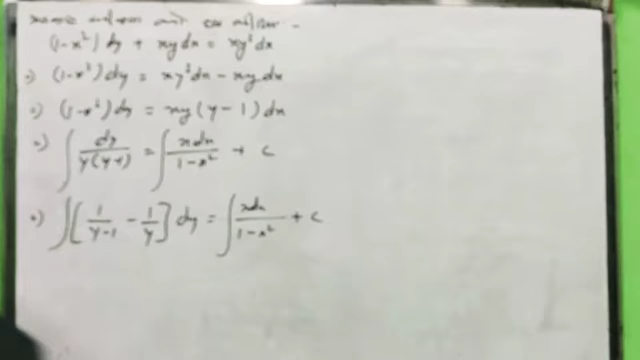 (1-x²) dy + xy dx = xy² dx
⇒) (1-x²) dy = xy² dx - xy dx
⇒) (1-x²) dy = xy (y-1) dx
⇒) ∫ dy/y(y-1) = ∫ x dx/1-x² + c
⇒) ∫ [1/y-1 - 1/y] dy = ∫ x dx/1-x² + c